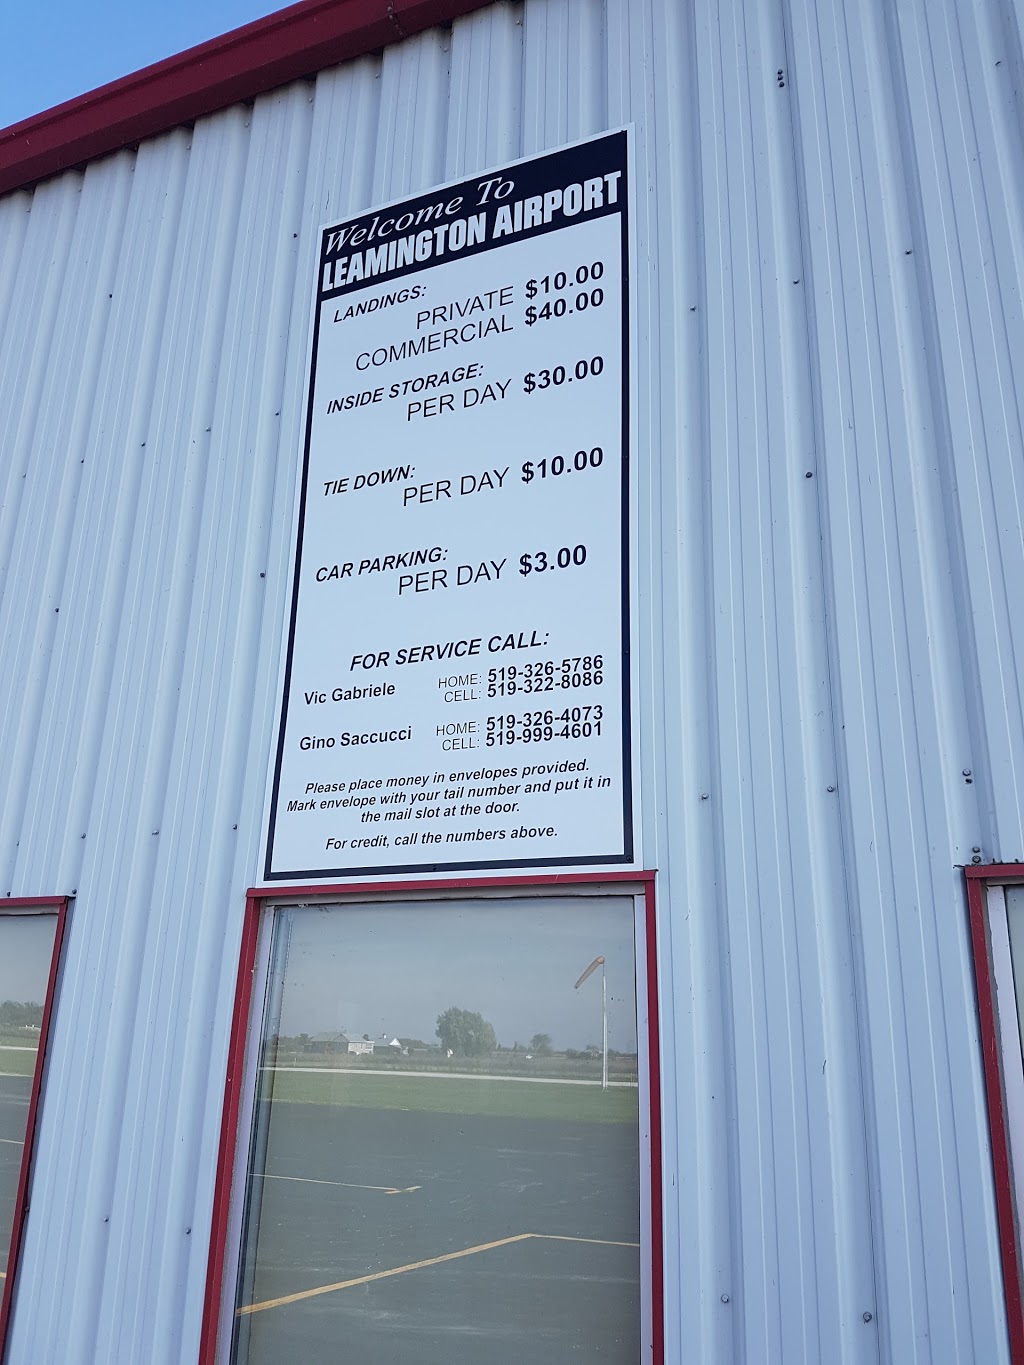 Welcome To
LEAMINGTON AIRPORT
LANDINGS:
PRIVATE $10.00
COMMERCIAL $40.00
INSIDE STORAGE:
PER DAY $30.00
TIE DOWN:
PER DAY $10.00
CAR PARKING:
PER DAY $3.00
FOR SERVICE CALL:
Vic Gabriele HOME: 519-326-5786
CELL: 519-322-8086
Gino Saccucci HOME: 519-326-4073
CELL: 519-999-4601
Please place money in envelopes provided.
Mark envelope with your tail number and put it in
the mail slot at the door.
For credit, call the numbers above.